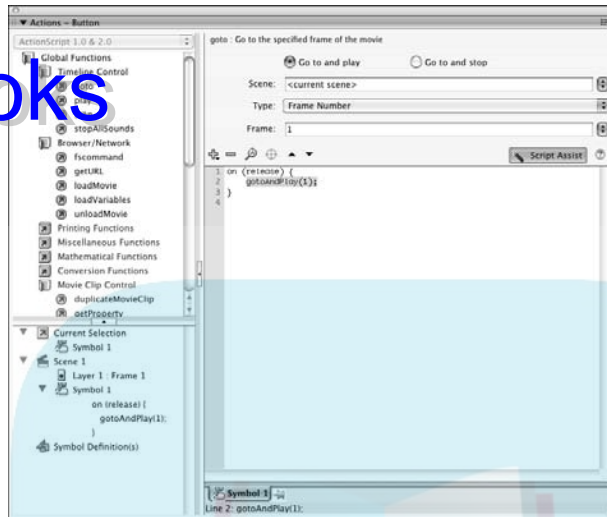 Actions - Button
ActionScript 1.0 & 2.0
Global Functions
Timeline Control
goto
play
stopAllSounds
Browser/Network
fscommand
getURL
loadMovie
loadVariables
unloadMovie
Printing Functions
Miscellaneous Functions
Mathematical Functions
Conversion Functions
Movie Clip Control
duplicateMovieClip
getProperty
Current Selection
Symbol 1
Scene 1
Layer 1 : Frame 1
Symbol 1
on (release) {
gotoAndPlay(1);
}
Symbol Definition(s)
goto : Go to the specified frame of the movie
Go to and play
Go to and stop
Scene: <current scene>
Type: Frame Number
Frame: 1
Script Assist
1 on (release) {
2 gotoAndPlay(1);
3 }
4
Symbol 1
Line 2: gotoAndPlay(1);
oks